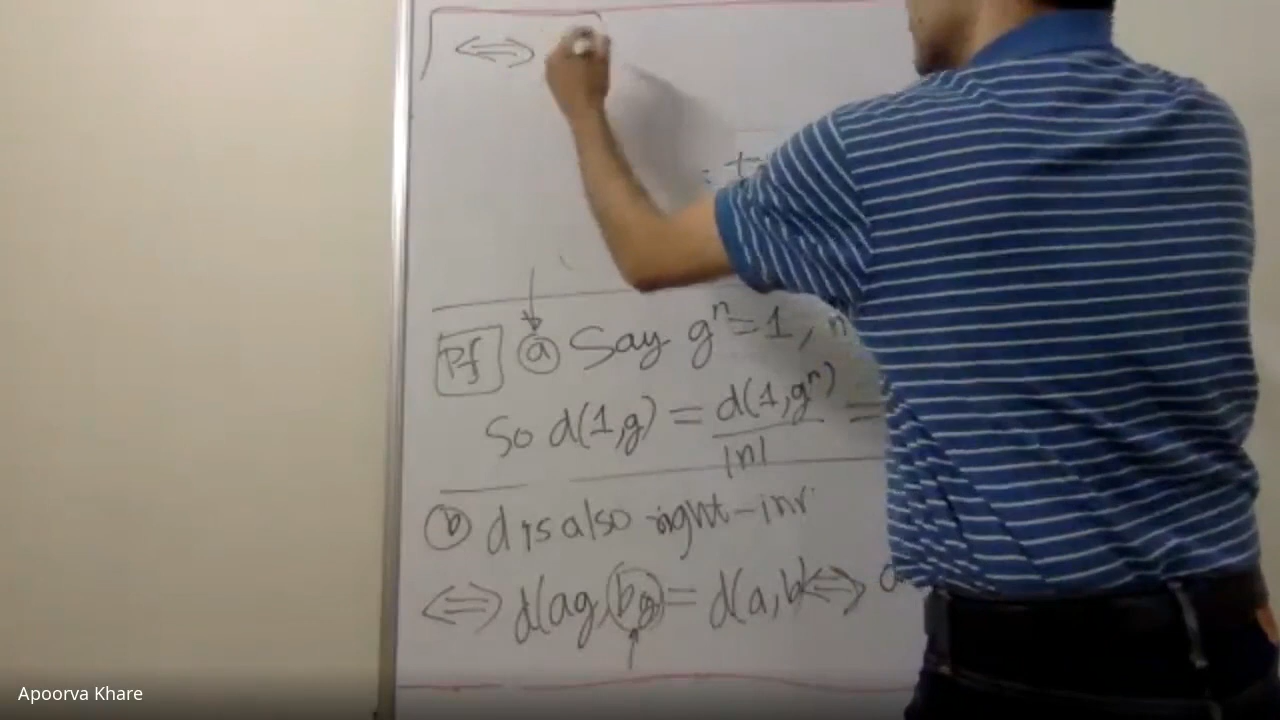 ⇔
= t
Pf ⓐ Say gⁿ = 1, n
So d(1,g) = d(1,gⁿ) / |n| =
ⓑ d is also right-inv
⇔ d(ag, bg) = d(a,b) ⇔ a
Apoorva Khare